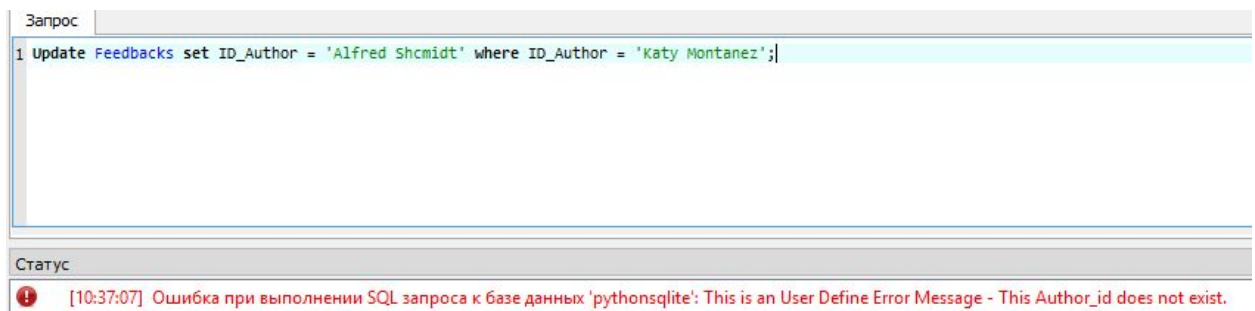 Запрос
1 Update Feedbacks set ID_Author = 'Alfred Shcmidt' where ID_Author = 'Katy Montanez';
Статус
[10:37:07] Ошибка при выполнении SQL запроса к базе данных 'pythonsqlite': This is an User Define Error Message - This Author_id does not exist.